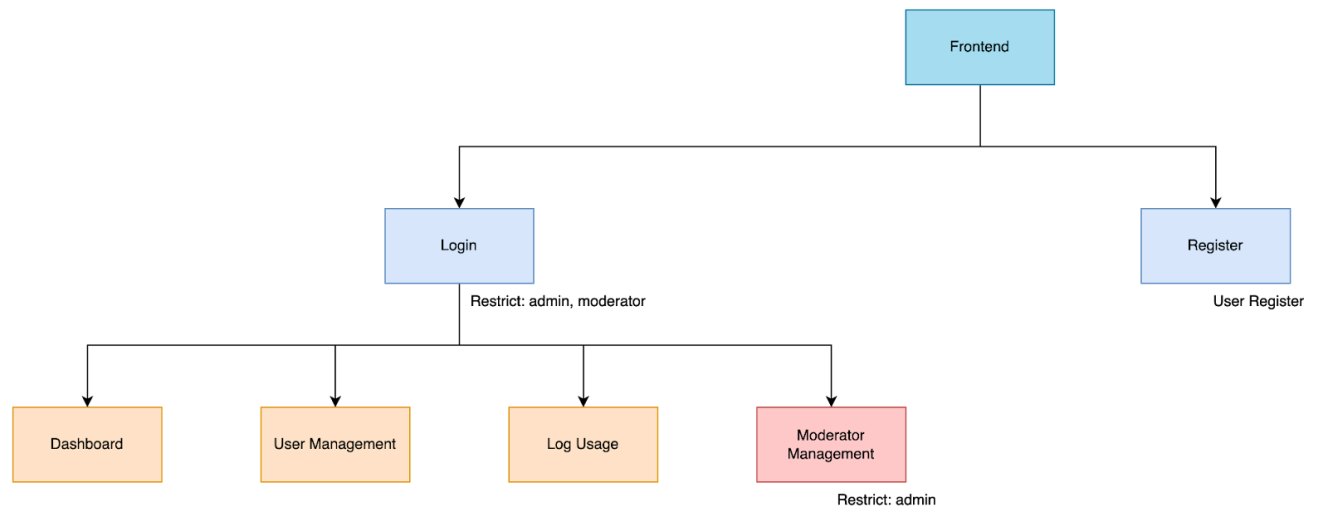 Frontend
Login
Register
Restrict: admin, moderator
User Register
Dashboard
User Management
Log Usage
Moderator
Management
Restrict: admin